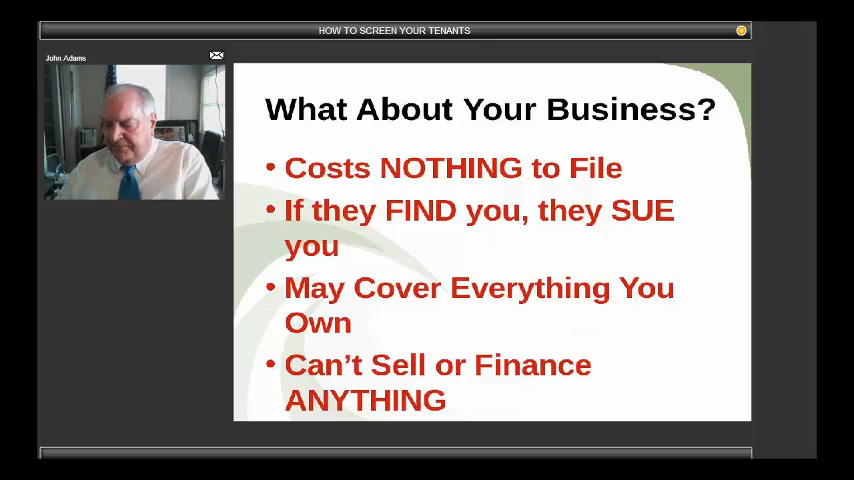 HOW TO SCREEN YOUR TENANTS
John Adams
What About Your Business?
• Costs NOTHING to File
• If they FIND you, they SUE
you
• May Cover Everything You
Own
• Can’t Sell or Finance
ANYTHING